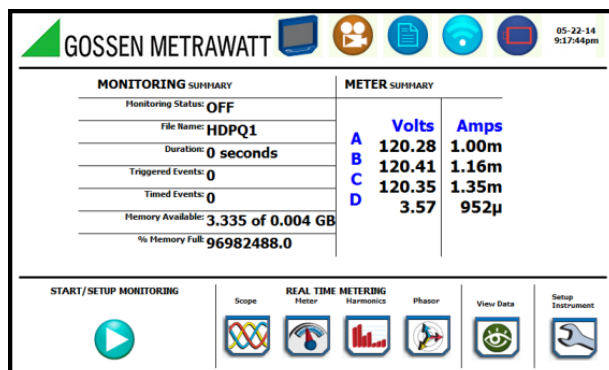 GOSSEN METRAWATT
05-22-14
9:17:44pm
MONITORING SUMMARY
Monitoring Status: OFF
File Name: HDPQ1
Duration: 0 seconds
Triggered Events: 0
Timed Events: 0
Memory Available: 3.335 of 0.004 GB
% Memory Full: 96982488.0
METER SUMMARY
Volts Amps
A 120.28 1.00m
B 120.41 1.16m
C 120.35 1.35m
D 3.57 952µ
START/SETUP MONITORING
REAL TIME METERING
Scope Meter Harmonics Phasor
View Data
Setup
Instrument